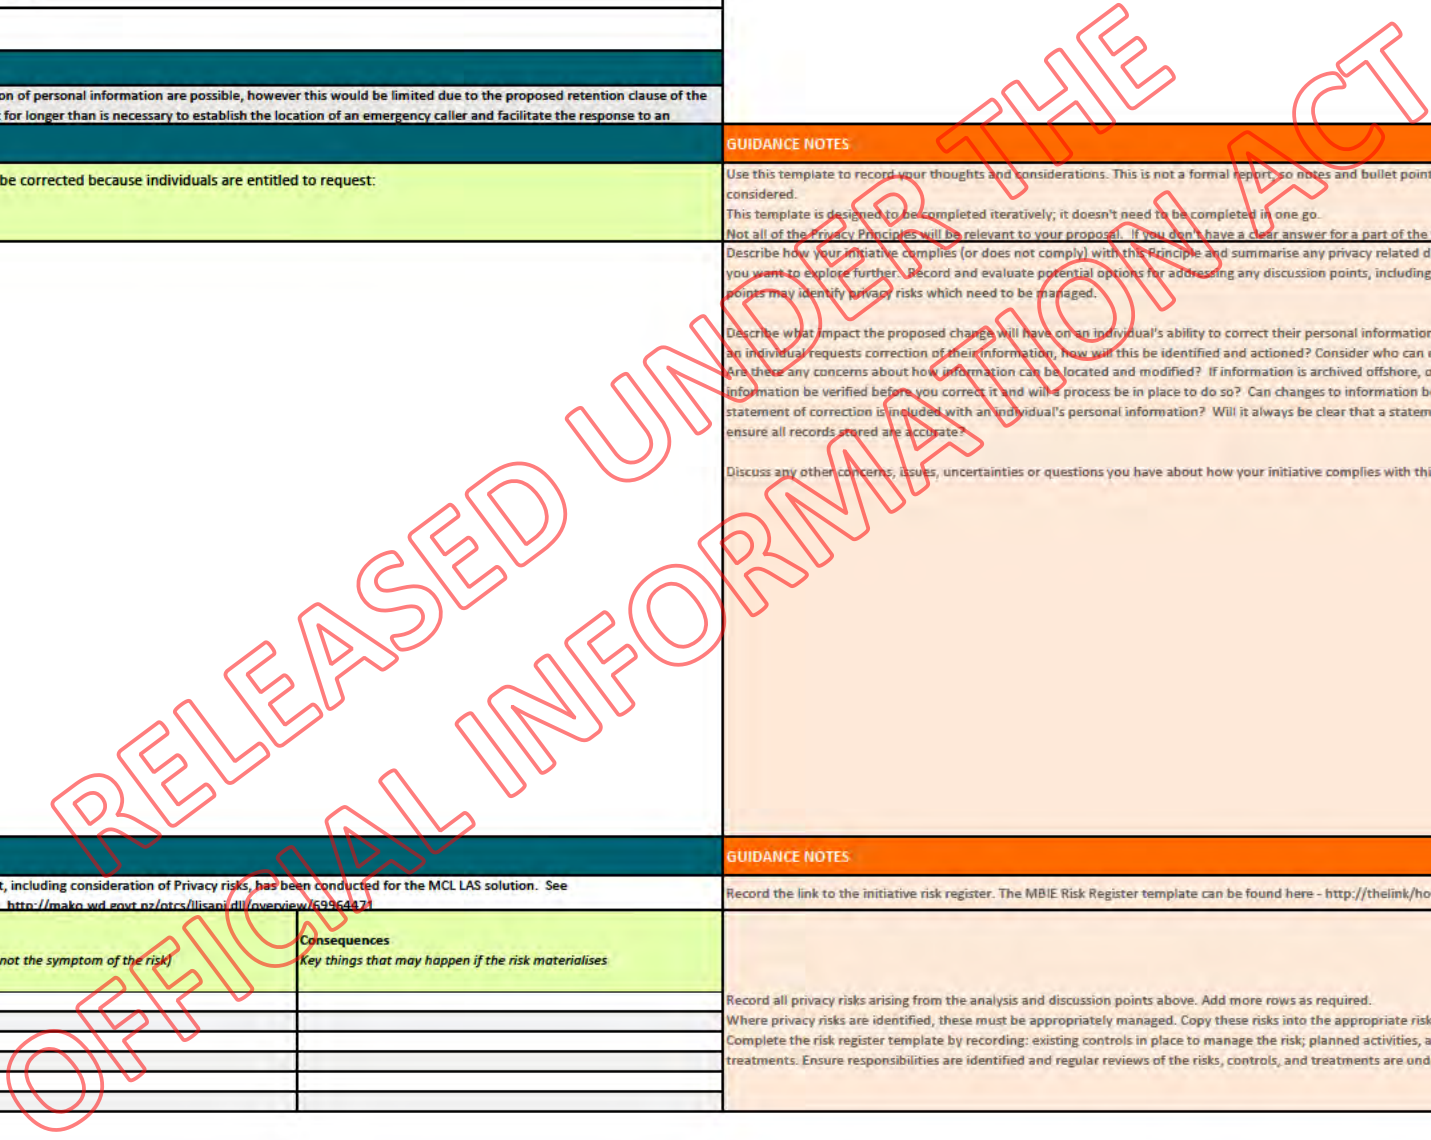 on of personal information are possible, however this would be limited due to the proposed retention clause of the
for longer than is necessary to establish the location of an emergency caller and facilitate the response to an
GUIDANCE NOTES
be corrected because individuals are entitled to request:
Use this template to record your thoughts and considerations. This is not a formal report, so notes and bullet point
considered.
This template is designed to be completed iteratively; it doesn't need to be completed in one go.
Not all of the Privacy Principles will be relevant to your proposal. If you don't have a clear answer for a part of the
Describe how your initiative complies (or does not comply) with this Principle and summarise any privacy related d
you want to explore further. Record and evaluate potential options for addressing any discussion points, including
points may identify privacy risks which need to be managed.
Describe what impact the proposed change will have on an individual's ability to correct their personal information
an individual requests correction of their information, how will this be identified and actioned? Consider who can
Are there any concerns about how information can be located and modified? If information is archived offshore, o
information be verified before you correct it and will a process be in place to do so? Can changes to information b
statement of correction is included with an individual's personal information? Will it always be clear that a statem
ensure all records stored are accurate?
Discuss any other concerns, issues, uncertainties or questions you have about how your initiative complies with thi
RELEASED UNDER THE
OFFICIAL INFORMATION ACT
GUIDANCE NOTES
t, including consideration of Privacy risks, has been conducted for the MCL LAS solution. See
http://mako.wd.govt.nz/otcs/llisapi.dll/overview/69964471
Record the link to the initiative risk register. The MBIE Risk Register template can be found here - http://thelink/ho
not the symptom of the risk)
Consequences
Key things that may happen if the risk materialises
Record all privacy risks arising from the analysis and discussion points above. Add more rows as required.
Where privacy risks are identified, these must be appropriately managed. Copy these risks into the appropriate risk
Complete the risk register template by recording: existing controls in place to manage the risk; planned activities, a
treatments. Ensure responsibilities are identified and regular reviews of the risks, controls, and treatments are und